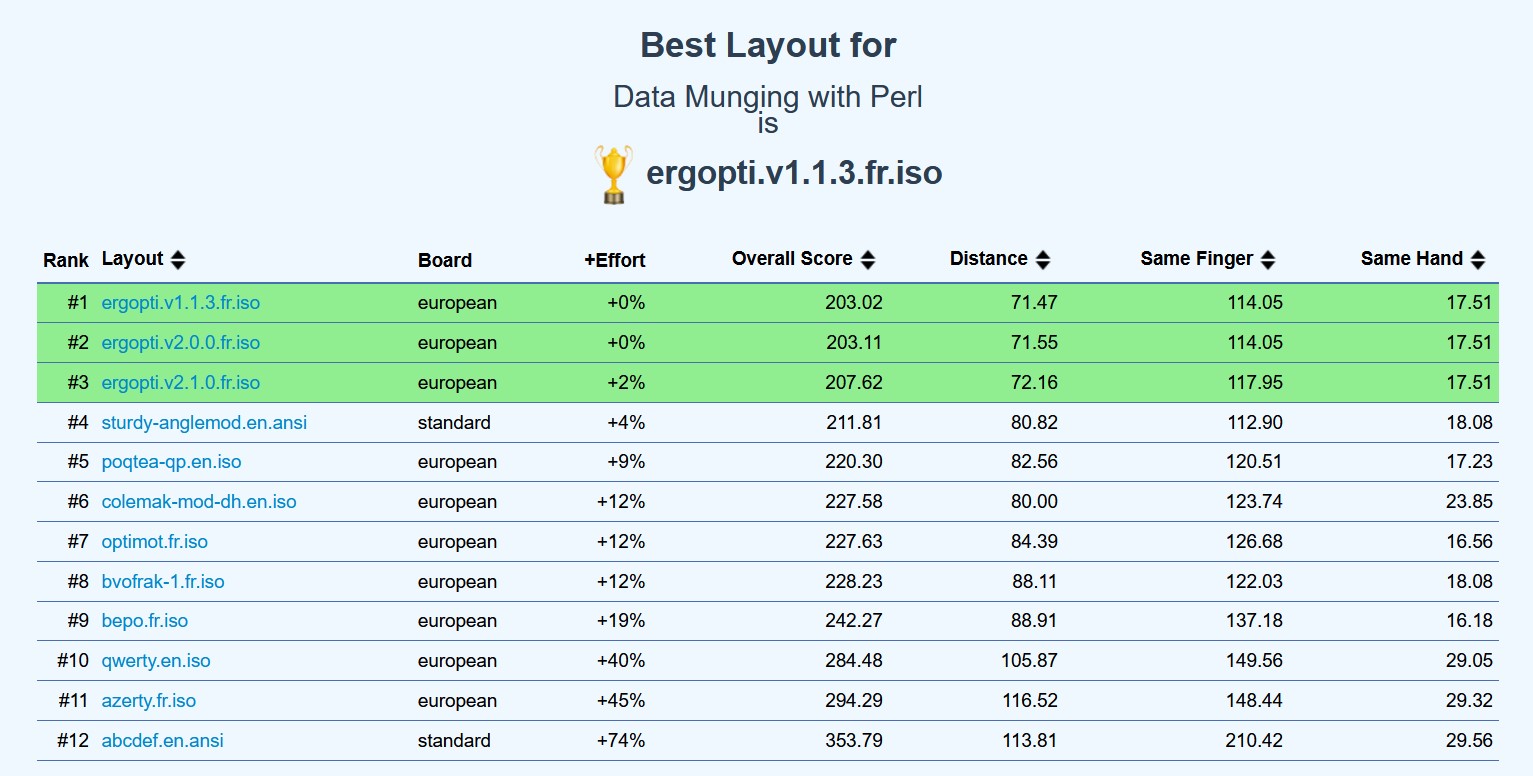 Best Layout for
Data Munging with Perl
is
ergopti.v1.1.3.fr.iso
Rank Layout Board +Effort Overall Score Distance Same Finger Same Hand
#1 ergopti.v1.1.3.fr.iso european +0% 203.02 71.47 114.05 17.51
#2 ergopti.v2.0.0.fr.iso european +0% 203.11 71.55 114.05 17.51
#3 ergopti.v2.1.0.fr.iso european +2% 207.62 72.16 117.95 17.51
#4 sturdy-anglemod.en.ansi standard +4% 211.81 80.82 112.90 18.08
#5 poqtea-qp.en.iso european +9% 220.30 82.56 120.51 17.23
#6 colemak-mod-dh.en.iso european +12% 227.58 80.00 123.74 23.85
#7 optimot.fr.iso european +12% 227.63 84.39 126.68 16.56
#8 bvofrak-1.fr.iso european +12% 228.23 88.11 122.03 18.08
#9 bepo.fr.iso european +19% 242.27 88.91 137.18 16.18
#10 qwerty.en.iso european +40% 284.48 105.87 149.56 29.05
#11 azerty.fr.iso european +45% 294.29 116.52 148.44 29.32
#12 abcdef.en.ansi standard +74% 353.79 113.81 210.42 29.56